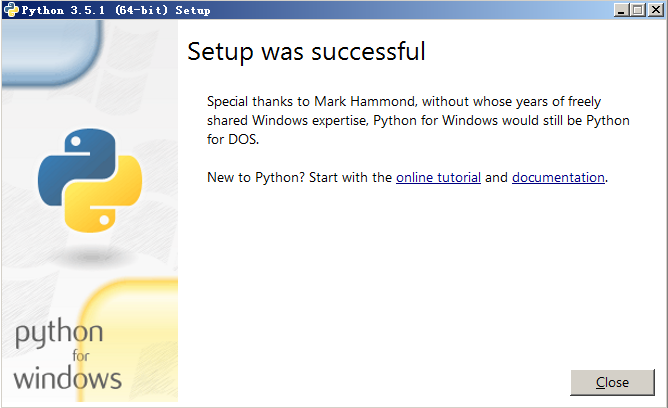 Python 3.5.1 (64-bit) Setup
Setup was successful
Special thanks to Mark Hammond, without whose years of freely
shared Windows expertise, Python for Windows would still be Python
for DOS.
New to Python? Start with the online tutorial and documentation.
python
for
windows
Close